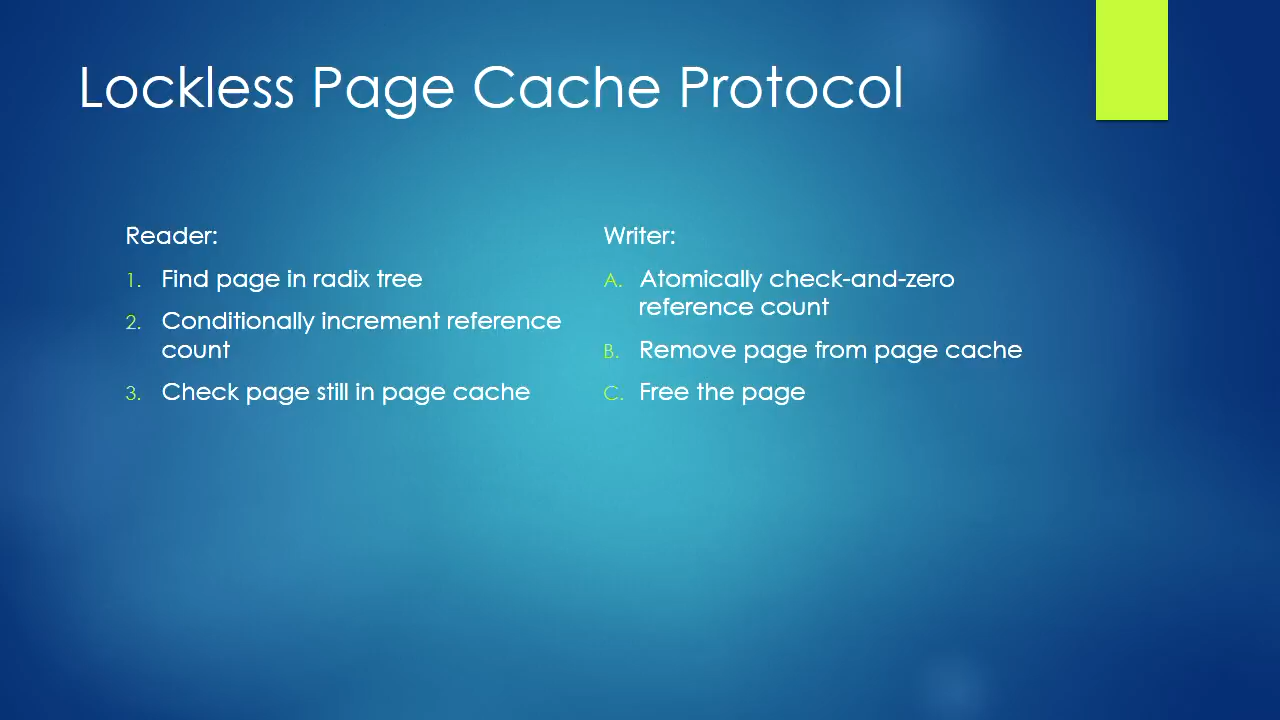 Lockless Page Cache Protocol
Reader:
1. Find page in radix tree
2. Conditionally increment reference
count
3. Check page still in page cache
Writer:
A. Atomically check-and-zero
reference count
B. Remove page from page cache
C. Free the page